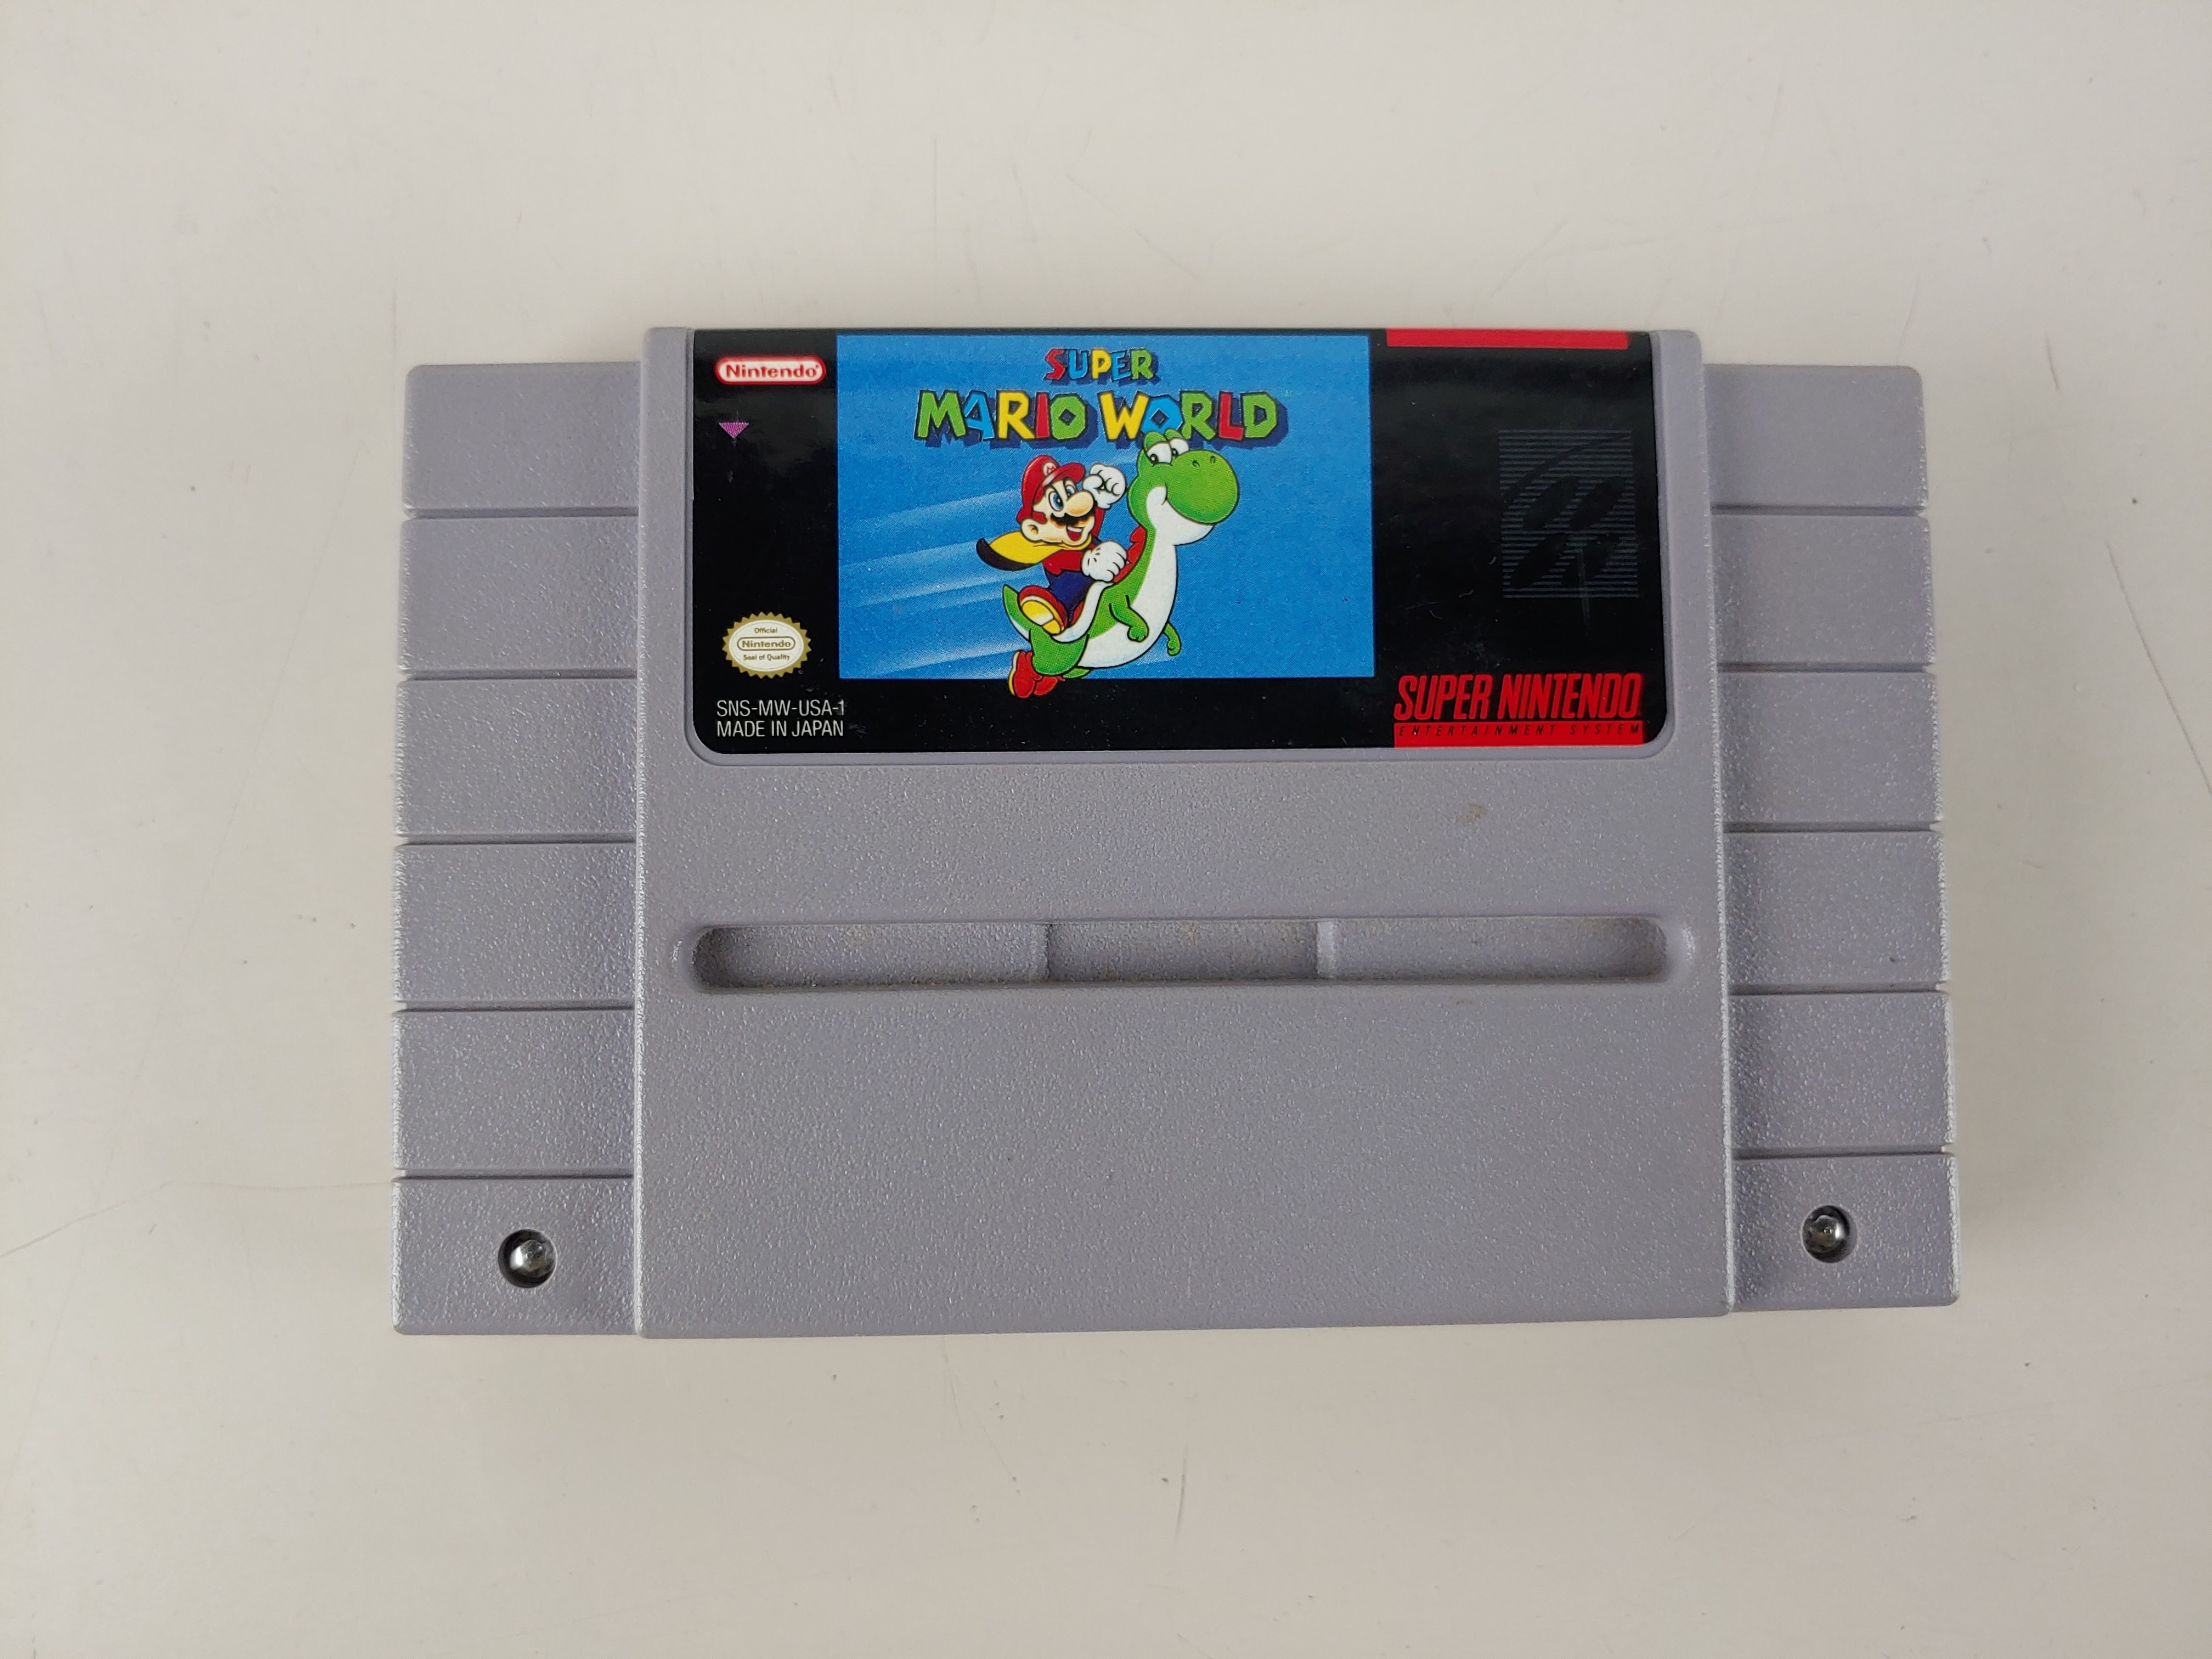 Nintendo®
SUPER
MARIO WORLD
Official
Nintendo
Seal of Quality
SNS-MW-USA-1
MADE IN JAPAN
SUPER NINTENDO
ENTERTAINMENT SYSTEM